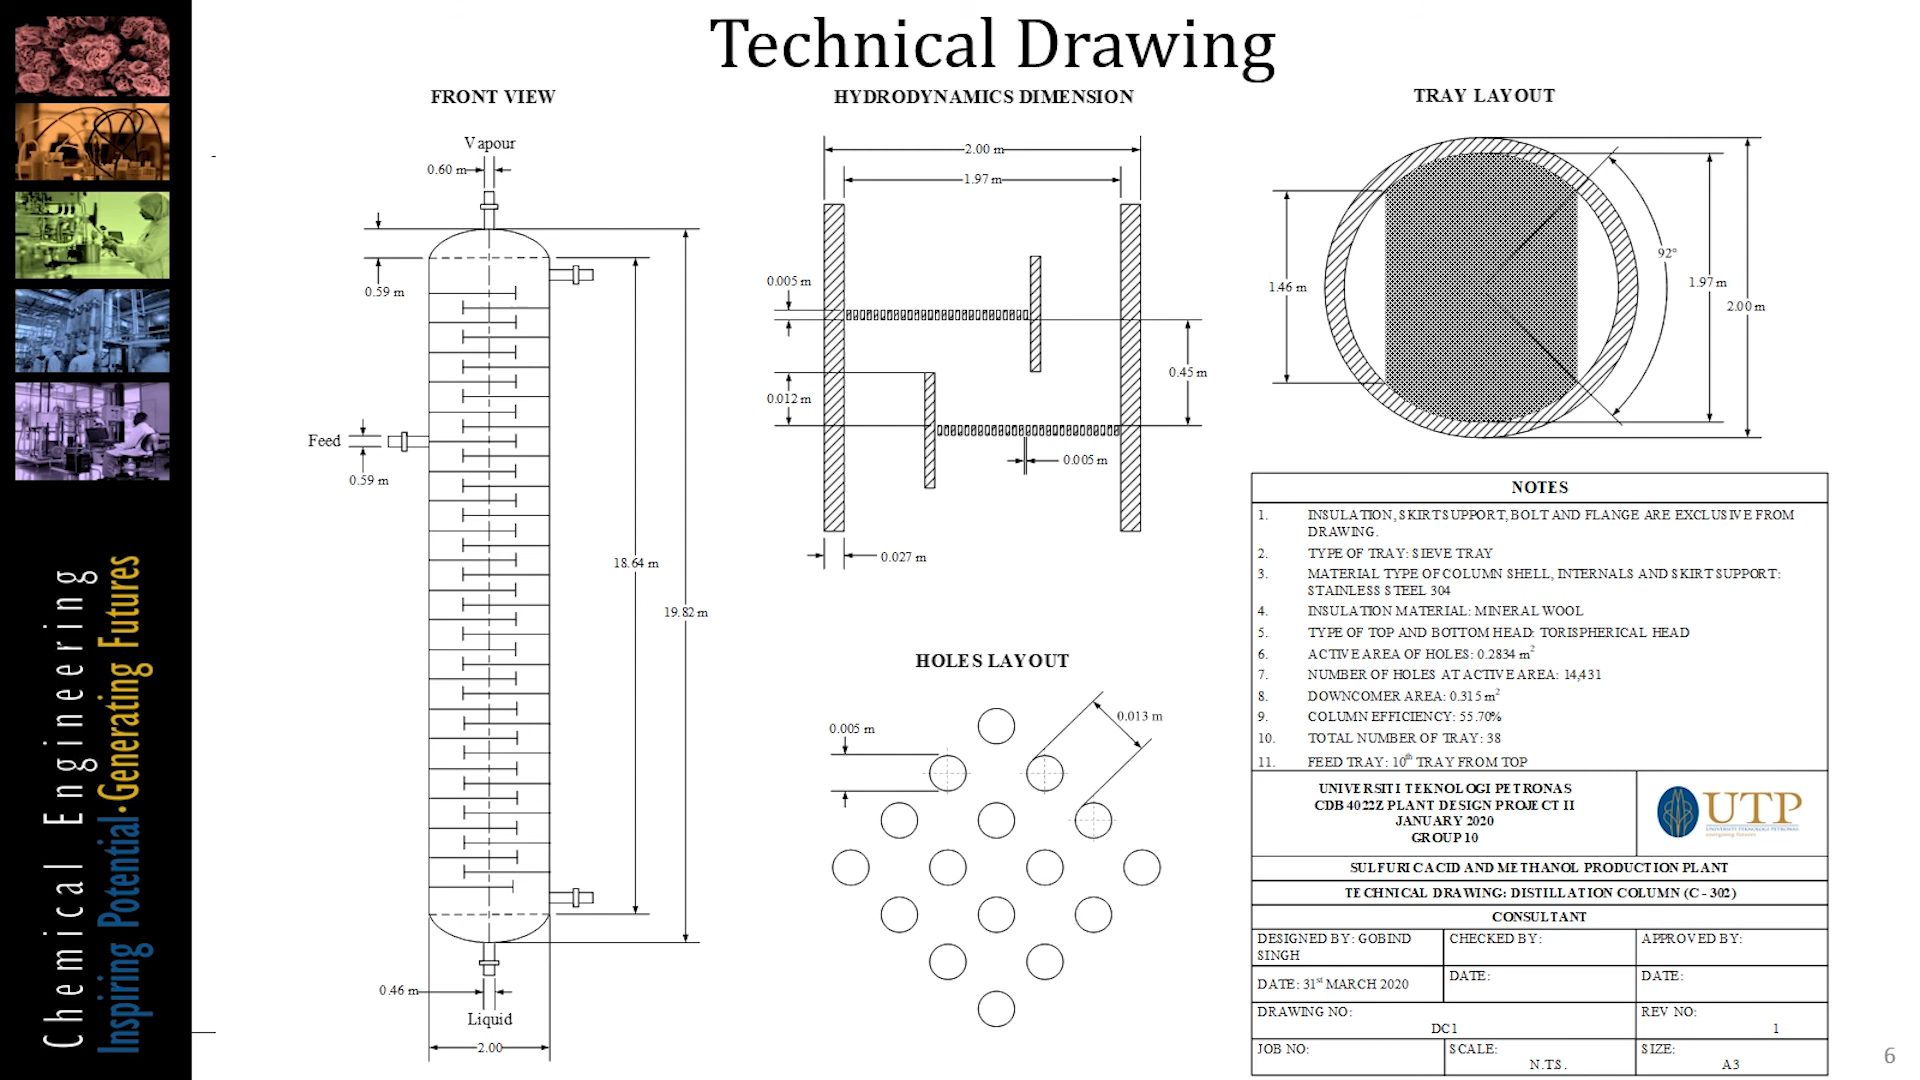 Technical Drawing
FRONT VIEW
Vapour
0.60 m
0.59 m
Feed
0.59 m
18.64 m
19.82 m
0.46 m
Liquid
2.00
HYDRODYNAMICS DIMENSION
2.00 m
1.97 m
0.005 m
0.45 m
0.012 m
0.005 m
0.027 m
HOLES LAYOUT
0.013 m
0.005 m
TRAY LAYOUT
92°
1.46 m
1.97 m
2.00 m
NOTES
1. INSULATION, SKIRT SUPPORT, BOLT AND FLANGE ARE EXCLUSIVE FROM
DRAWING.
2. TYPE OF TRAY: SIEVE TRAY
3. MATERIAL TYPE OF COLUMN SHELL, INTERNALS AND SKIRT SUPPORT:
STAINLESS STEEL 304
4. INSULATION MATERIAL: MINERAL WOOL
5. TYPE OF TOP AND BOTTOM HEAD: TORISPHERICAL HEAD
6. ACTIVE AREA OF HOLES: 0.2834 m²
7. NUMBER OF HOLES AT ACTIVE AREA: 14,431
8. DOWNCOMER AREA: 0.315 m²
9. COLUMN EFFICIENCY: 55.70%
10. TOTAL NUMBER OF TRAY: 38
11. FEED TRAY: 10th TRAY FROM TOP
UNIVERSITI TEKNOLOGI PETRONAS
CDB 4022Z PLANT DESIGN PROJECT II
JANUARY 2020
GROUP 10
UTP
UNIVERSITI TEKNOLOGI PETRONAS
energising futures
SULFURIC ACID AND METHANOL PRODUCTION PLANT
TECHNICAL DRAWING: DISTILLATION COLUMN (C - 302)
CONSULTANT
DESIGNED BY: GOBIND
SINGH
CHECKED BY:
APPROVED BY:
DATE: 31st MARCH 2020
DATE:
DATE:
DRAWING NO:
DC1
REV NO:
1
JOB NO:
SCALE:
N.T.S.
SIZE:
A3
Chemical Engineering
Inspiring Potential · Generating Futures
6